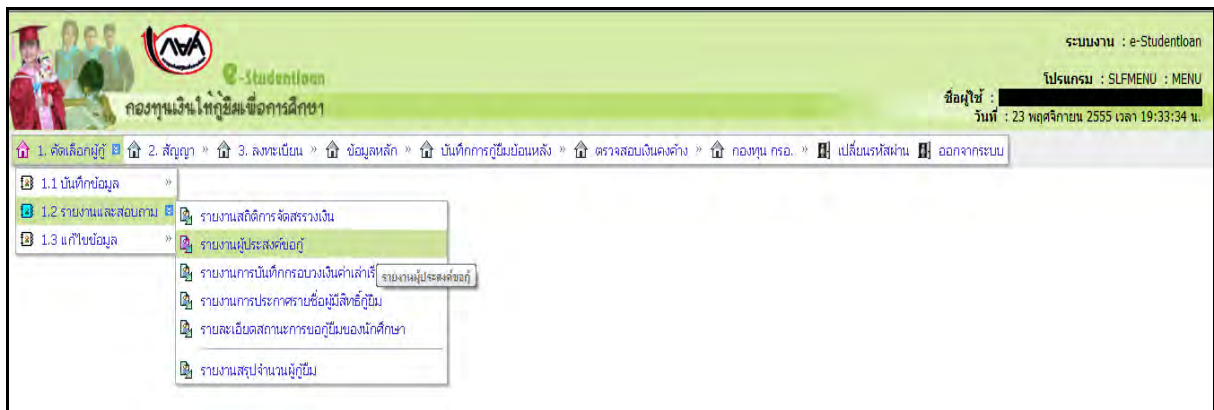 ระบบงาน : e-Studentloan
e-Studentloan
โปรแกรม : SLFMENU : MENU
กองทุนเงินให้กู้ยืมเพื่อการศึกษา
ชื่อผู้ใช้ :
วันที่ : 23 พฤศจิกายน 2555 เวลา 19:33:34 น.
1. คัดเลือกผู้กู้ 2. สัญญา » 3. ลงทะเบียน » ข้อมูลหลัก » บันทึกการกู้ยืมย้อนหลัง » ตรวจสอบเงินคงค้าง » กองทุน กรอ. » เปลี่ยนรหัสผ่าน ออกจากระบบ
1.1 บันทึกข้อมูล »
1.2 รายงานและสอบถาม
1.3 แก้ไขข้อมูล »
รายงานสถิติการจัดสรรวงเงิน
รายงานผู้ประสงค์ขอกู้
รายงานการบันทึกกรอบวงเงินค่าเล่าเรี
รายงานผู้ประสงค์ขอกู้
รายงานการประกาศรายชื่อผู้มีสิทธิ์กู้ยืม
รายละเอียดสถานะการขอกู้ยืมของนักศึกษา
รายงานสรุปจำนวนผู้กู้ยืม